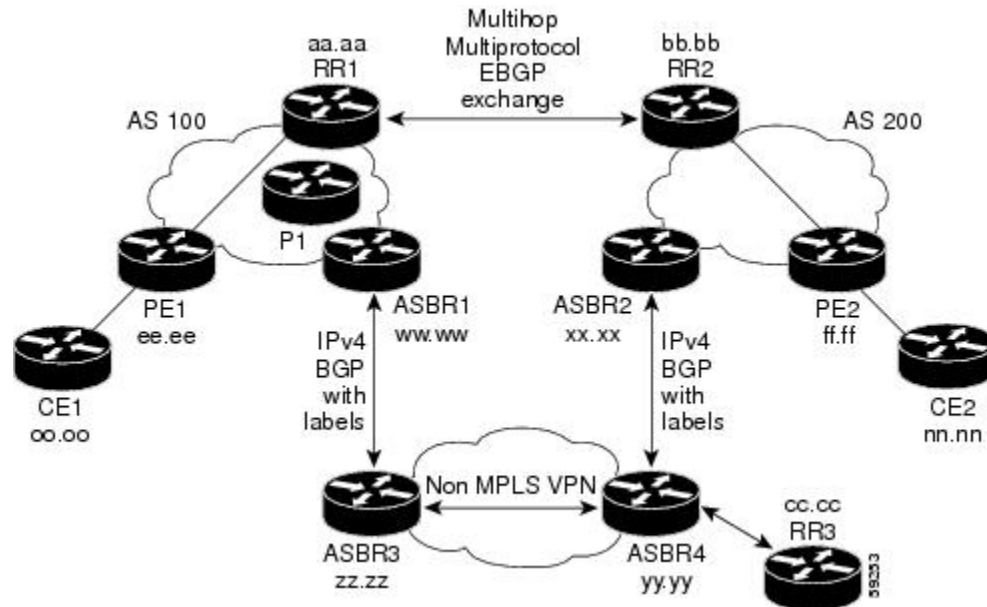 Multihop
Multiprotocol
EBGP
exchange
aa.aa
RR1
bb.bb
RR2
AS 100
AS 200
P1
PE1
ee.ee
ASBR1
ww.ww
ASBR2
xx.xx
PE2
ff.ff
IPv4
BGP
with
labels
IPv4
BGP
with
labels
CE1
oo.oo
CE2
nn.nn
Non MPLS VPN
ASBR3
zz.zz
ASBR4
yy.yy
cc.cc
RR3
59253